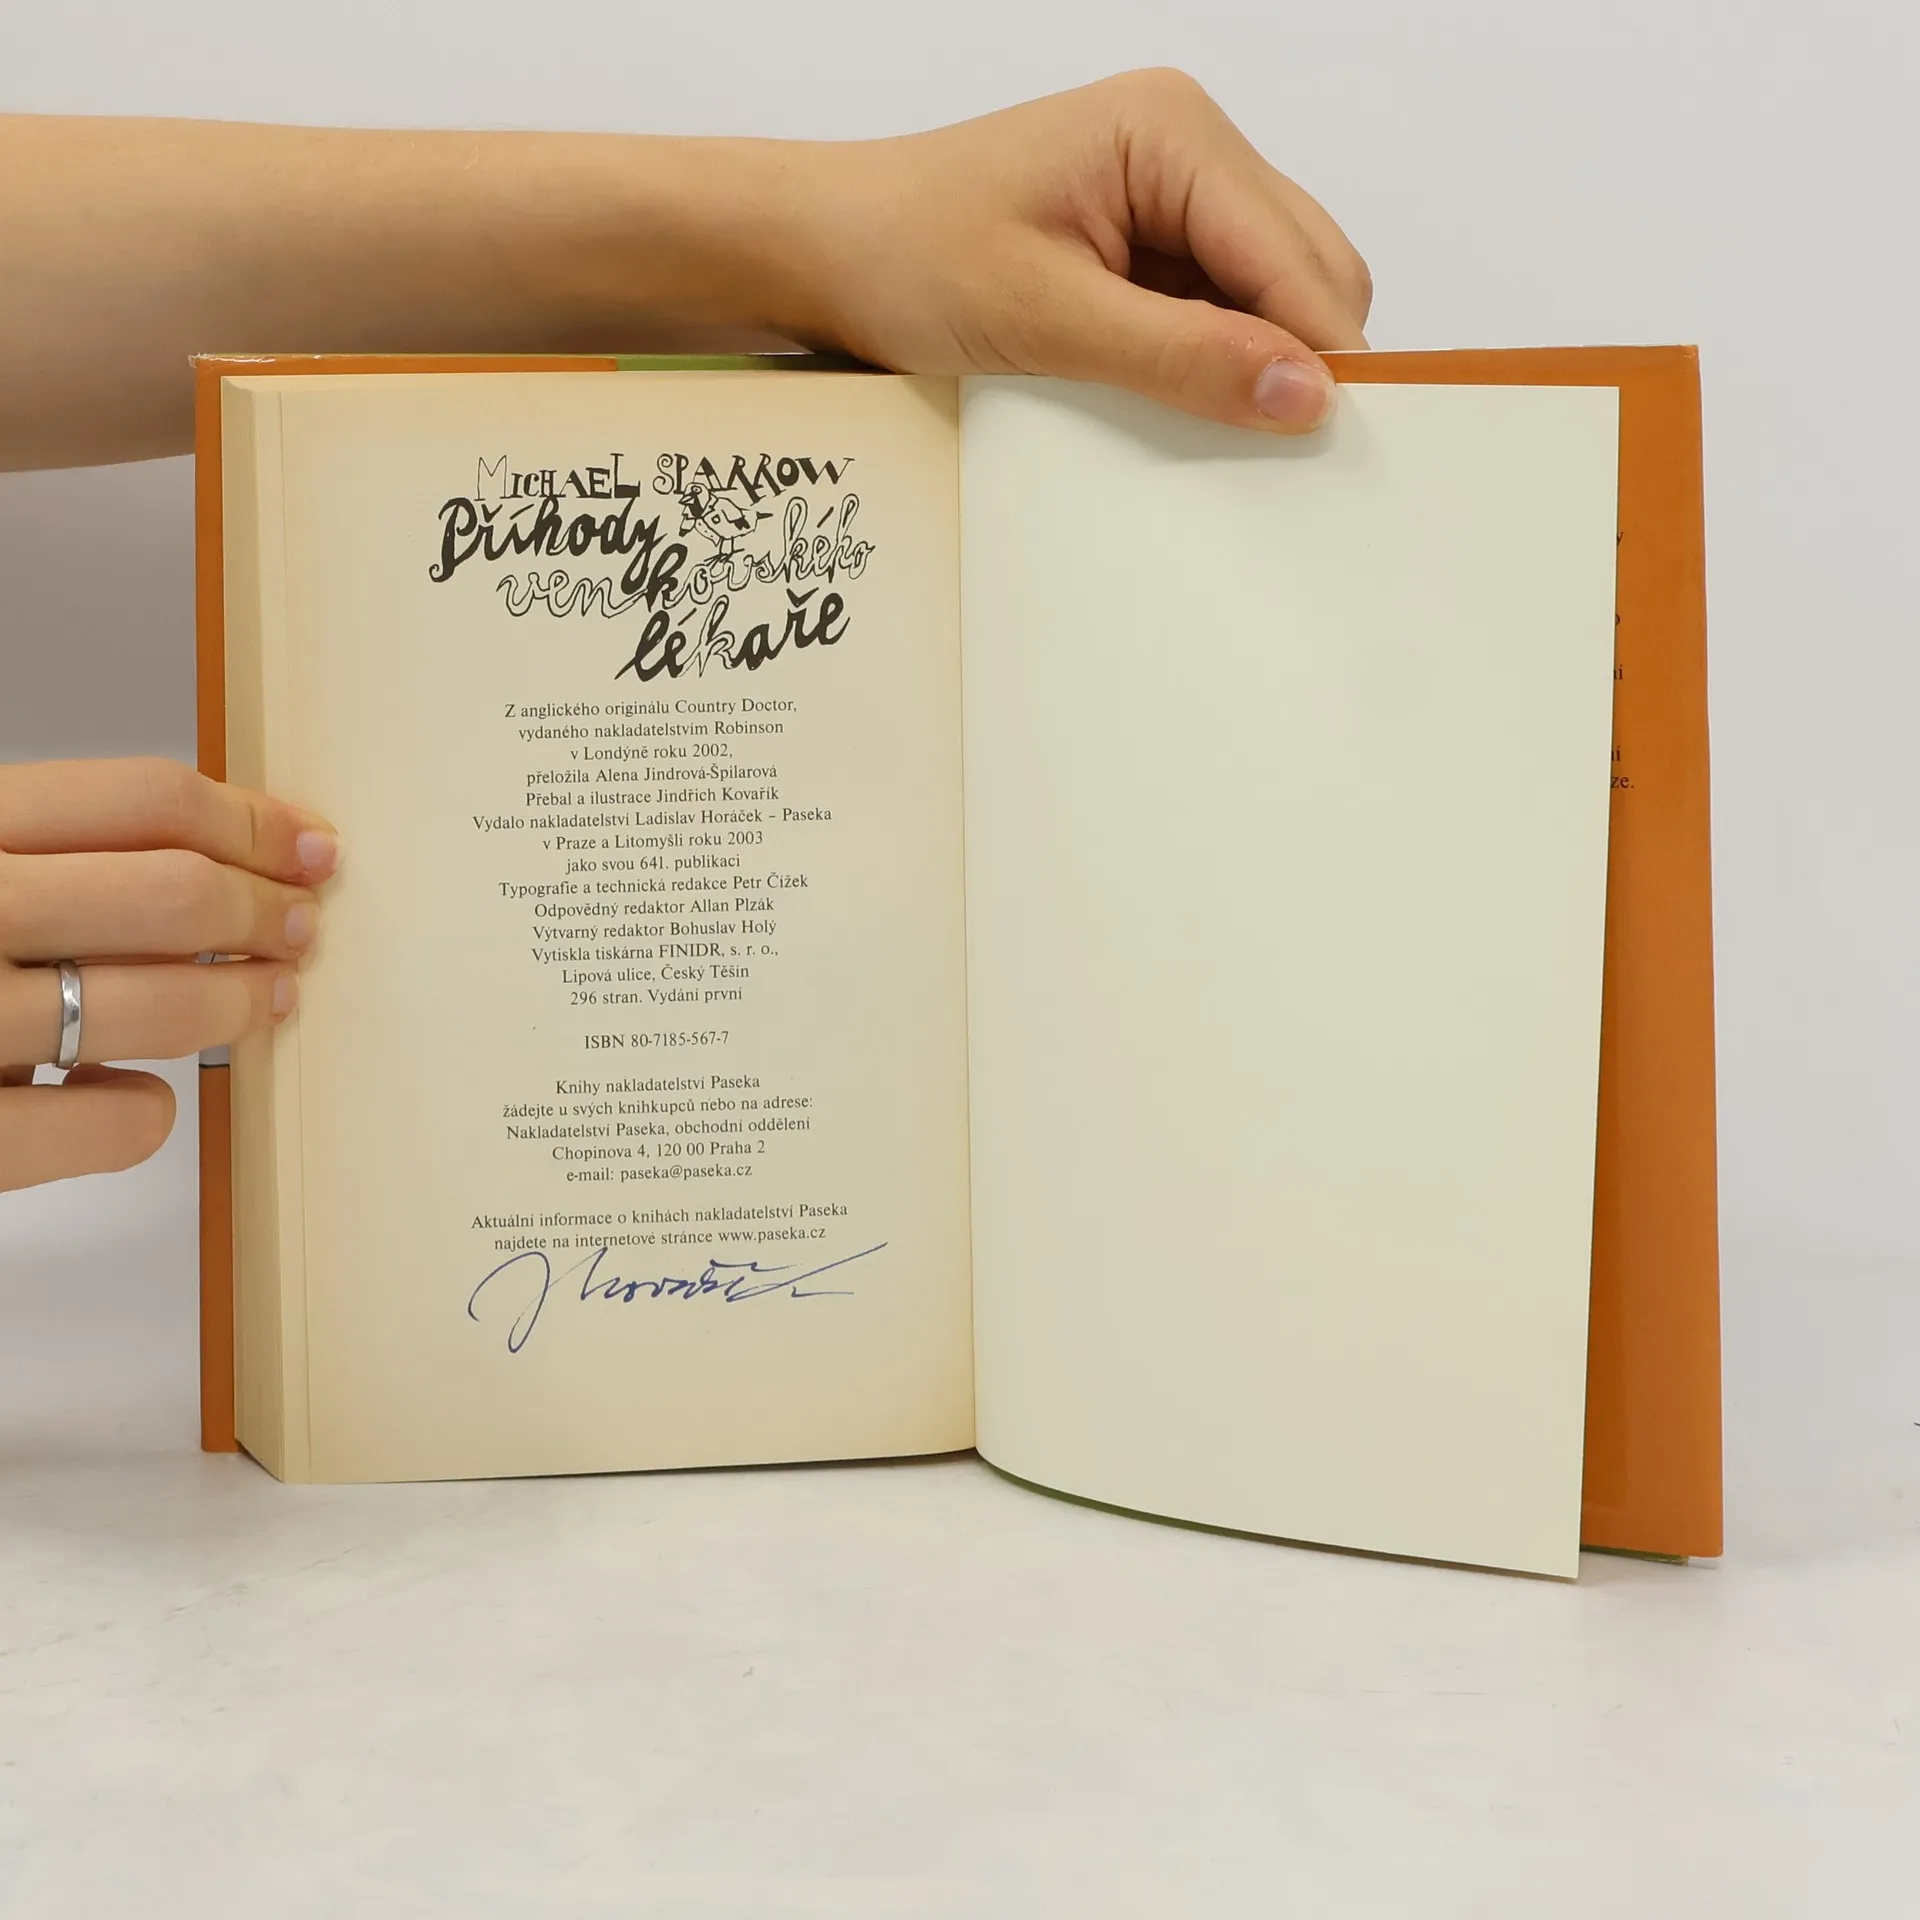 MICHAEL SPARROW
Příhody
venkovského
lékaře
Z anglického originálu Country Doctor,
vydaného nakladatelstvím Robinson
v Londýně roku 2002,
přeložila Alena Jindrová-Špilarová
Přebal a ilustrace Jindřich Kovařík
Vydalo nakladatelství Ladislav Horáček – Paseka
v Praze a Litomyšli roku 2003
jako svou 641. publikaci
Typografie a technická redakce Petr Čížek
Odpovědný redaktor Allan Plzák
Výtvarný redaktor Bohuslav Holý
Vytiskla tiskárna FINIDR, s. r. o.,
Lipová ulice, Český Těšín
296 stran. Vydání první
ISBN 80-7185-567-7
Knihy nakladatelství Paseka
žádejte u svých knihkupců nebo na adrese:
Nakladatelství Paseka, obchodní oddělení
Chopinova 4, 120 00 Praha 2
e-mail: paseka@paseka.cz
Aktuální informace o knihách nakladatelství Paseka
najdete na internetové stránce www.paseka.cz
JKovařík